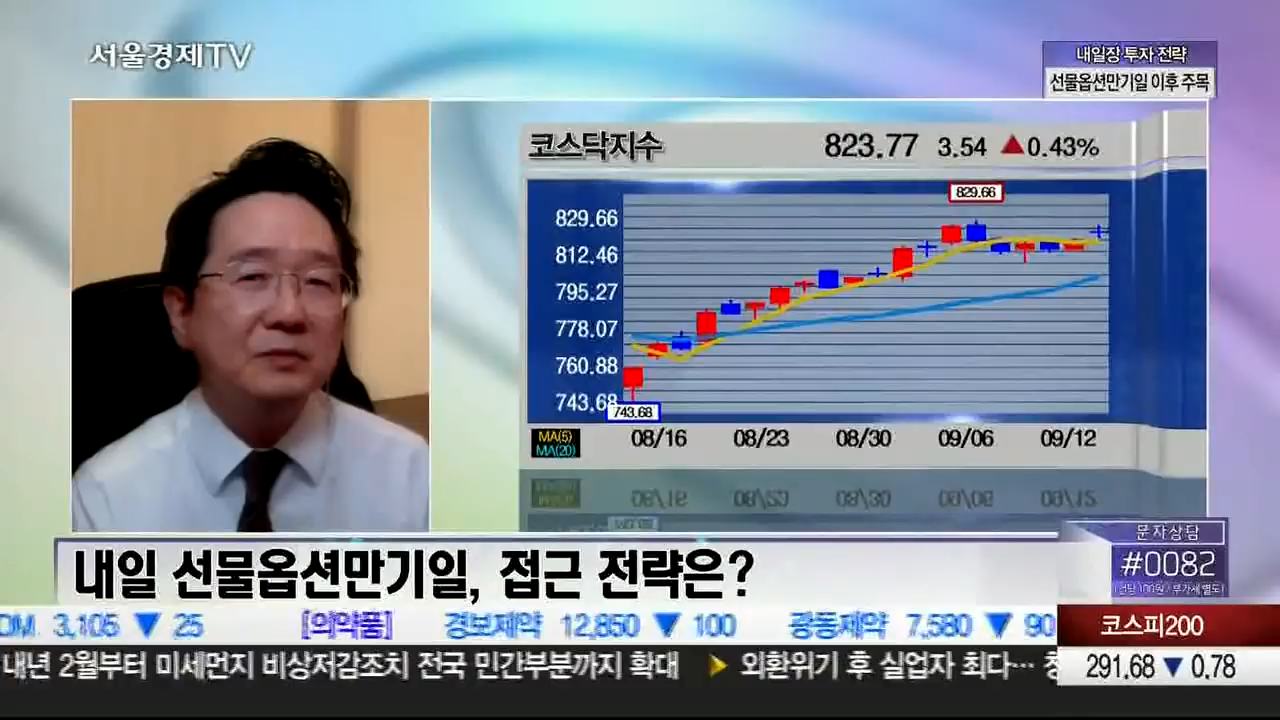 서울경제TV
내일장 투자 전략
선물옵션만기일 이후 주목
코스닥지수 823.77 3.54 ▲0.43%
829.66
829.66
812.46
795.27
778.07
760.88
743.68
743.68
MA(5)
MA(20)
08/16 08/23 08/30 09/06 09/12
내일 선물옵션만기일, 접근 전략은?
문자상담
#0082
3,105 ▼ 25 [의약품] 경보제약 12,850 ▼ 100 광동제약 7,580 ▼ 90
코스피200
291.68 ▼ 0.78
내년 2월부터 미세먼지 비상저감조치 전국 민간부분까지 확대 ▶ 외환위기 후 실업자 최다…